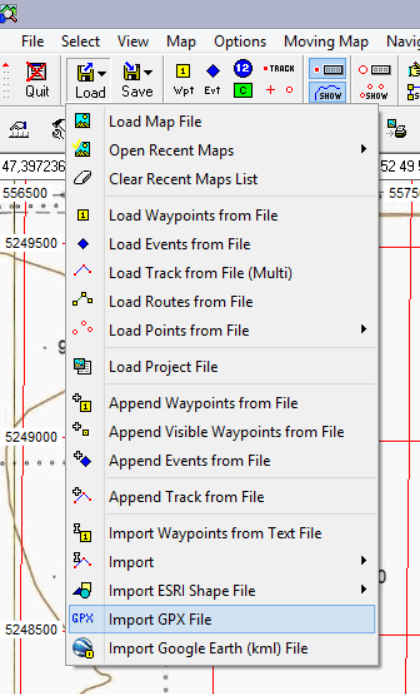 File Select View Map Options Moving Map Navig
1 12 TRACK
Quit Load Save Wpt Evt C SHOW SHOW
47,397236 52 49
556500 5575
Load Map File
Open Recent Maps
Clear Recent Maps List
1 Load Waypoints from File
5249500 Load Events from File
Load Track from File (Multi)
Load Routes from File
Load Points from File
Load Project File
1 Append Waypoints from File
Append Visible Waypoints from File
5249000
Append Events from File
Append Track from File
1 Import Waypoints from Text File
Import
Import ESRI Shape File
GPX Import GPX File
5248500
Import Google Earth (kml) File